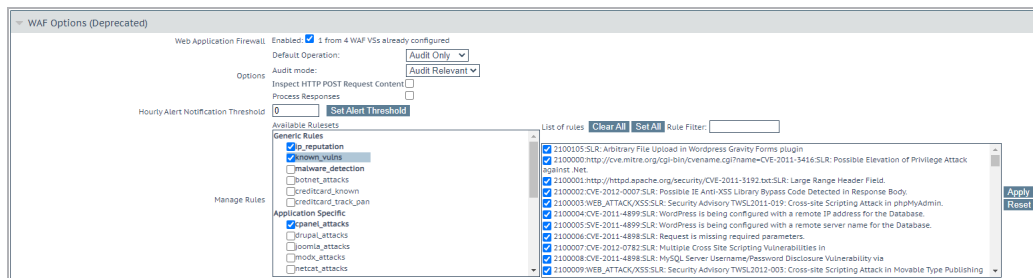 WAF Options (Deprecated)
Web Application Firewall Enabled: 1 from 4 WAF VSs already configured
Default Operation: Audit Only
Options
Audit mode: Audit Relevant
Inspect HTTP POST Request Content
Process Responses
Hourly Alert Notification Threshold 0 Set Alert Threshold
Manage Rules
Available Rulesets
Generic Rules
ip_reputation
known_vulns
malware_detection
botnet_attacks
creditcard_known
creditcard_track_pan
Application Specific
cpanel_attacks
drupal_attacks
joomla_attacks
modx_attacks
netcat_attacks
List of rules Clear All Set All Rule Filter:
2100105:SLR: Arbitrary File Upload in Wordpress Gravity Forms plugin
2100000:http://cve.mitre.org/cgi-bin/cvename.cgi?name=CVE-2011-3416:SLR: Possible Elevation of Privilege Attack
against .Net.
2100001:http://httpd.apache.org/security/CVE-2011-3192.txt:SLR: Large Range Header Field.
2100002:CVE-2012-0007:SLR: Possible IE Anti-XSS Library Bypass Code Detected in Response Body.
2100003:WEB_ATTACK/XSS:SLR: Security Advisory TWSL2011-019: Cross-site Scripting Attack in phpMyAdmin.
2100004:CVE-2011-4899:SLR: WordPress is being configured with a remote IP address for the Database.
2100005:SVE-2011-4899:SLR: WordPress is being configured with a remote server name for the Database.
2100006:CVE-2011-4898:SLR: Request is missing required parameters.
2100007:CVE-2012-0782:SLR: Multiple Cross Site Scripting Vulnerabilities in
2100008:CVE-2011-4898:SLR: MySQL Server Username/Password Disclosure Vulnerability via
2100009:WEB_ATTACK/XSS:SLR: Security Advisory TWSL2012-003: Cross-site Scripting Attack in Movable Type Publishing
Apply
Reset